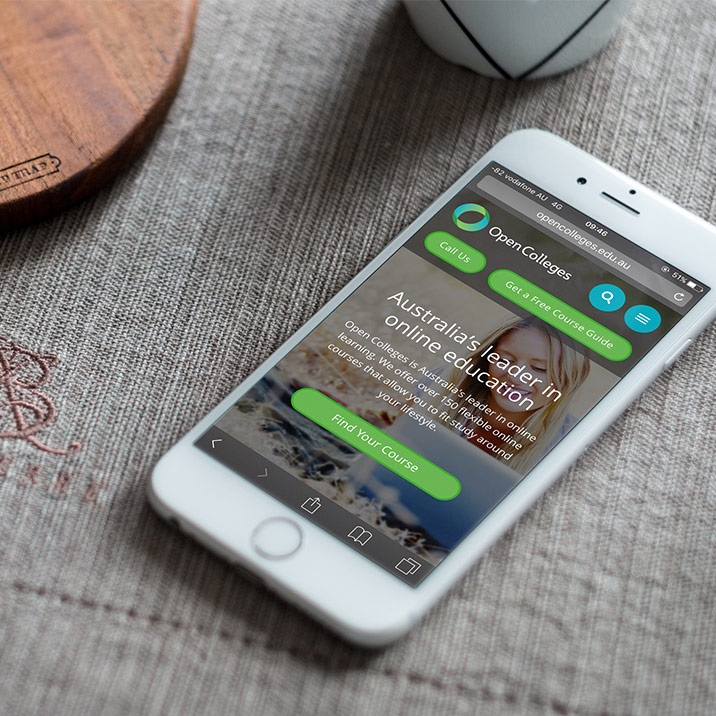 -82 vodafone AU 4G 09:46 51%
opencolleges.edu.au
Open Colleges
Call Us
Get a Free Course Guide
Australia's leader in
online education
Open Colleges is Australia's leader in online
learning. We offer over 150 flexible online
courses that allow you to fit study around
your lifestyle.
Find Your Course
TRAP